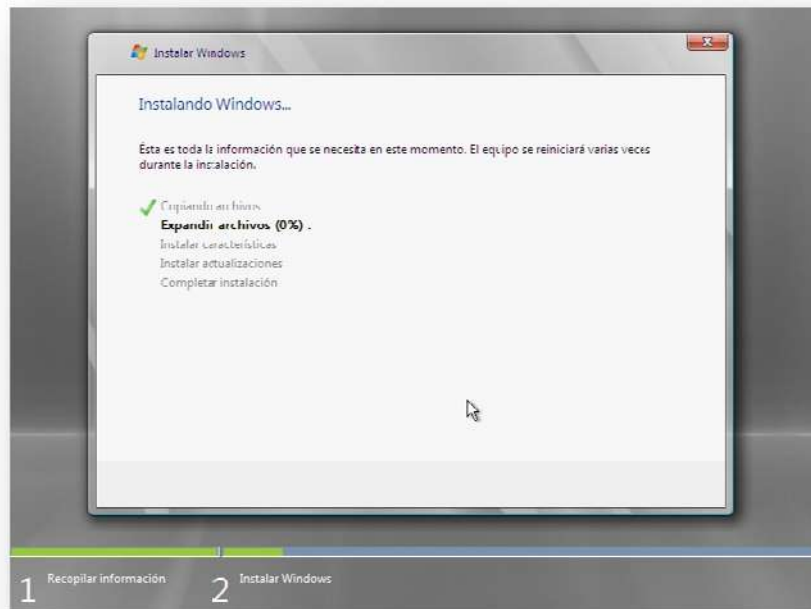 Instalar Windows
Instalando Windows...
Ésta es toda la información que se necesita en este momento. El equipo se reiniciará varias veces
durante la instalación.
Copiando archivos
Expandir archivos (0%) .
Instalar características
Instalar actualizaciones
Completar instalación
1 Recopilar información
2 Instalar Windows